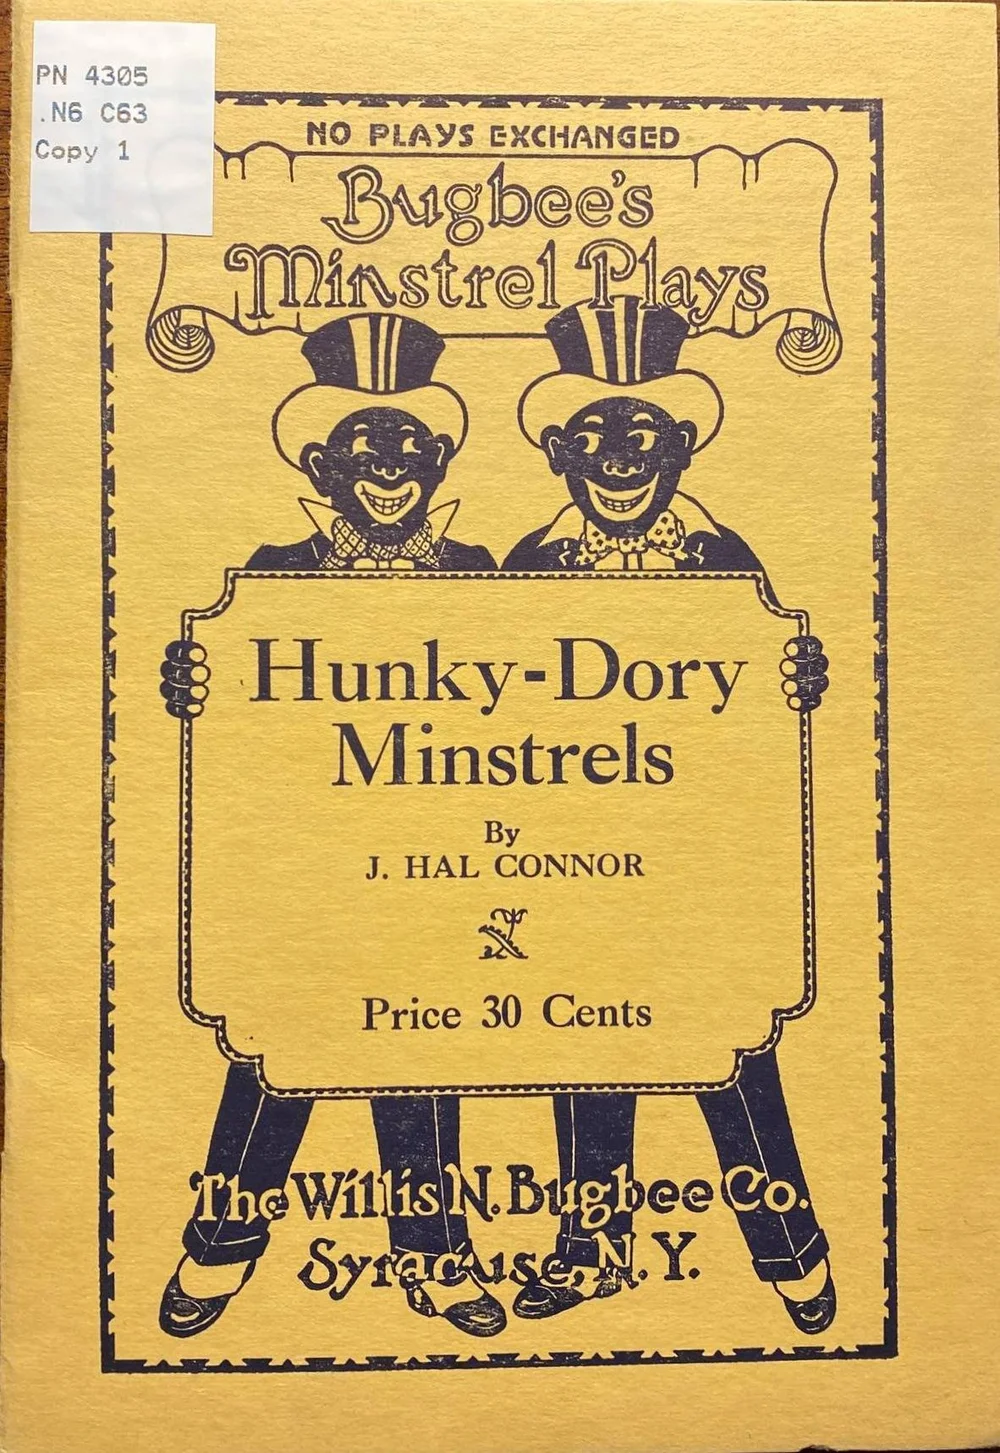 PN 4305
.N6 C63
Copy 1
NO PLAYS EXCHANGED
Bugbee's
Minstrel Plays
Hunky-Dory
Minstrels
By
J. HAL CONNOR
Price 30 Cents
The Willis N. Bugbee Co.
Syracuse, N. Y.